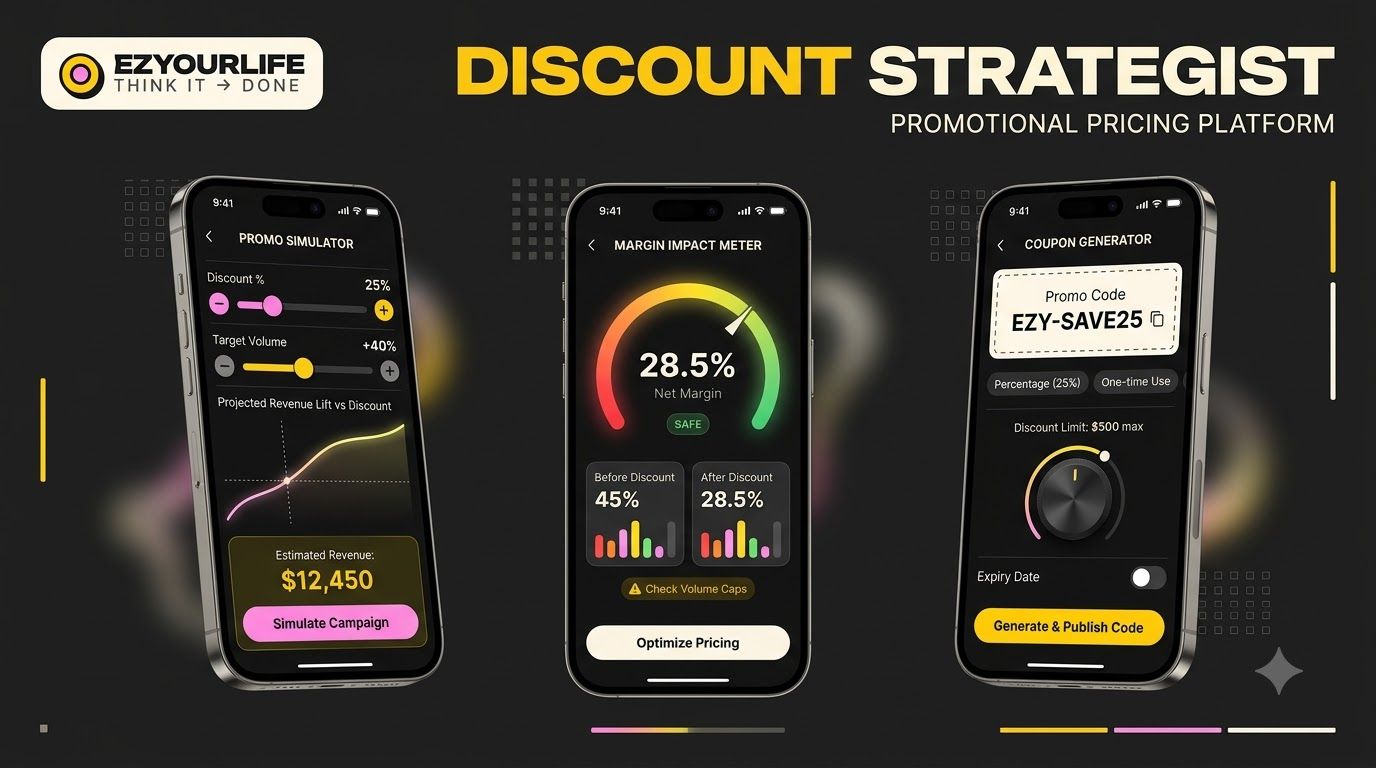 EZYOURLIFE
THINK IT → DONE
DISCOUNT STRATEGIST
PROMOTIONAL PRICING PLATFORM
9:41
PROMO SIMULATOR
Discount %
25%
Target Volume
+40%
Projected Revenue Lift vs Discount
Estimated Revenue:
$12,450
Simulate Campaign
9:41
MARGIN IMPACT METER
28.5%
Net Margin
SAFE
Before Discount
45%
After Discount
28.5%
Check Volume Caps
Optimize Pricing
9:41
COUPON GENERATOR
Promo Code
EZY-SAVE25
Percentage (25%)
One-time Use
Discount Limit: $500 max
Expiry Date
Generate & Publish Code